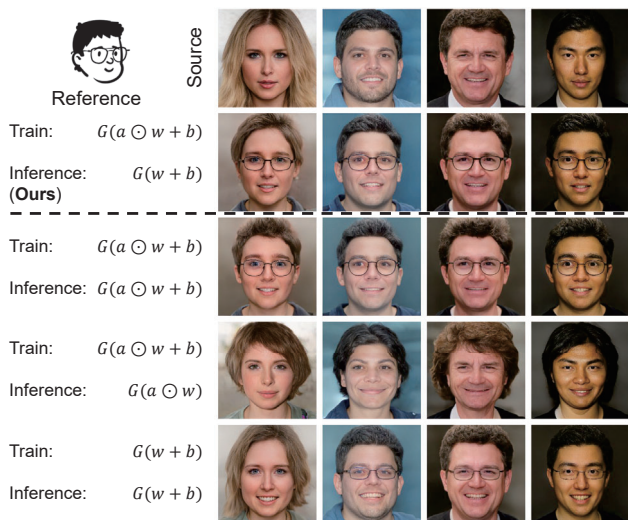 Reference
Source
Train: G(a ⊙ w + b)
Inference: G(w + b)
(Ours)
Train: G(a ⊙ w + b)
Inference: G(a ⊙ w + b)
Train: G(a ⊙ w + b)
Inference: G(a ⊙ w)
Train: G(w + b)
Inference: G(w + b)